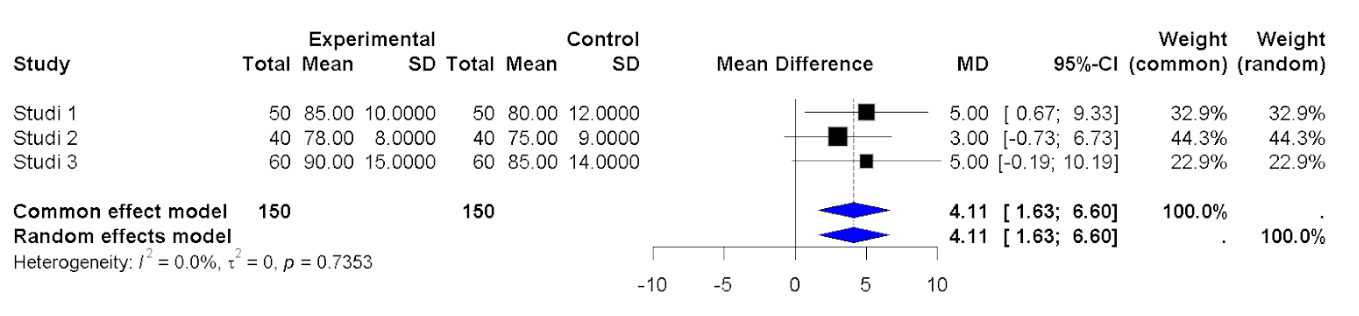 Experimental Control Weight Weight
Study Total Mean SD Total Mean SD Mean Difference MD 95%-CI (common) (random)
Studi 1 50 85.00 10.0000 50 80.00 12.0000 5.00 [ 0.67; 9.33] 32.9% 32.9%
Studi 2 40 78.00 8.0000 40 75.00 9.0000 3.00 [-0.73; 6.73] 44.3% 44.3%
Studi 3 60 90.00 15.0000 60 85.00 14.0000 5.00 [-0.19; 10.19] 22.9% 22.9%
Common effect model 150 150 4.11 [ 1.63; 6.60] 100.0% .
Random effects model 4.11 [ 1.63; 6.60] . 100.0%
Heterogeneity: I² = 0.0%, τ² = 0, p = 0.7353
-10 -5 0 5 10